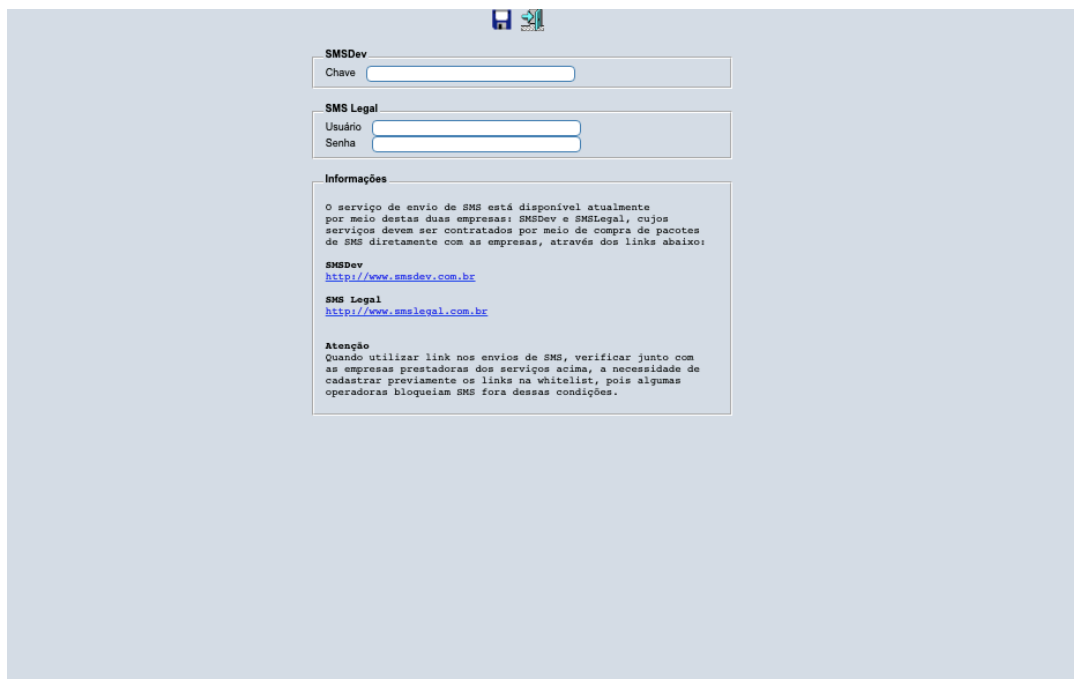 SMSDev
Chave
SMS Legal
Usuário
Senha
Informações
O serviço de envio de SMS está disponível atualmente
por meio destas duas empresas: SMSDev e SMSLegal, cujos
serviços devem ser contratados por meio de compra de pacotes
de SMS diretamente com as empresas, através dos links abaixo:
SMSDev
http://www.smsdev.com.br
SMS Legal
http://www.smslegal.com.br
Atenção
Quando utilizar link nos envios de SMS, verificar junto com
as empresas prestadoras dos serviços acima, a necessidade de
cadastrar previamente os links na whitelist, pois algumas
operadoras bloqueiam SMS fora dessas condições.